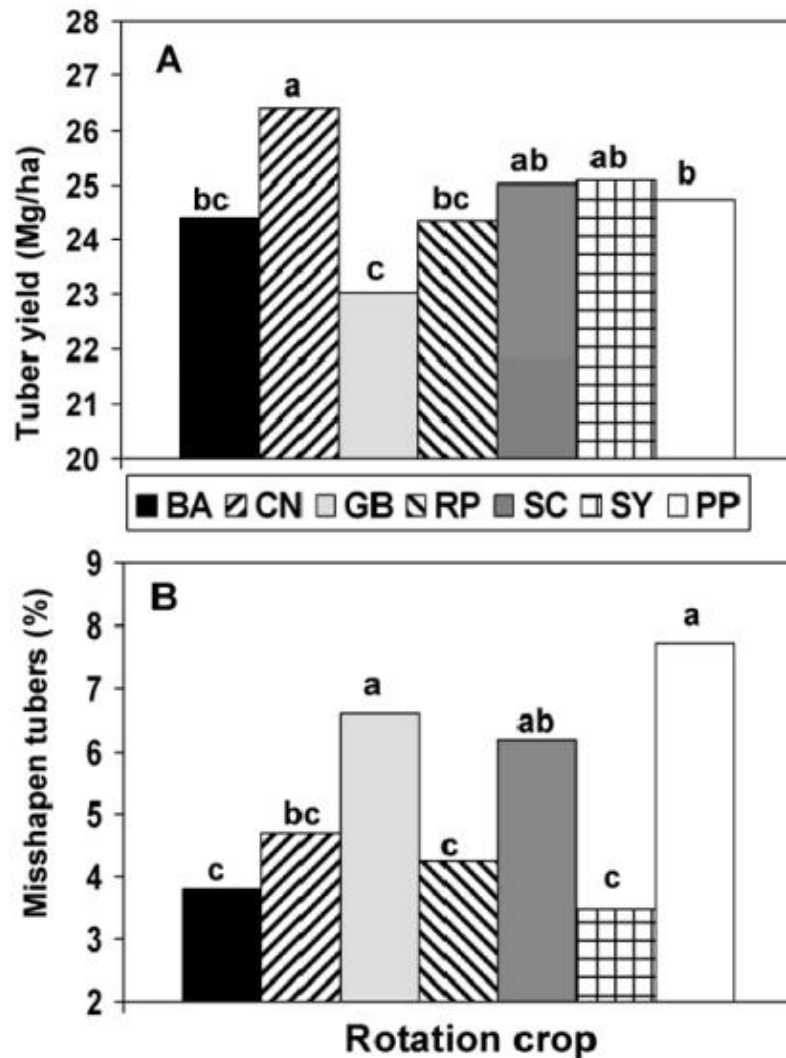 A
Tuber yield (Mg/ha)
28
27
26
25
24
23
22
21
20
bc
a
c
bc
ab
ab
b
BA CN GB RP SC SY PP
B
Misshapen tubers (%)
9
8
7
6
5
4
3
2
c
bc
a
c
ab
c
a
Rotation crop